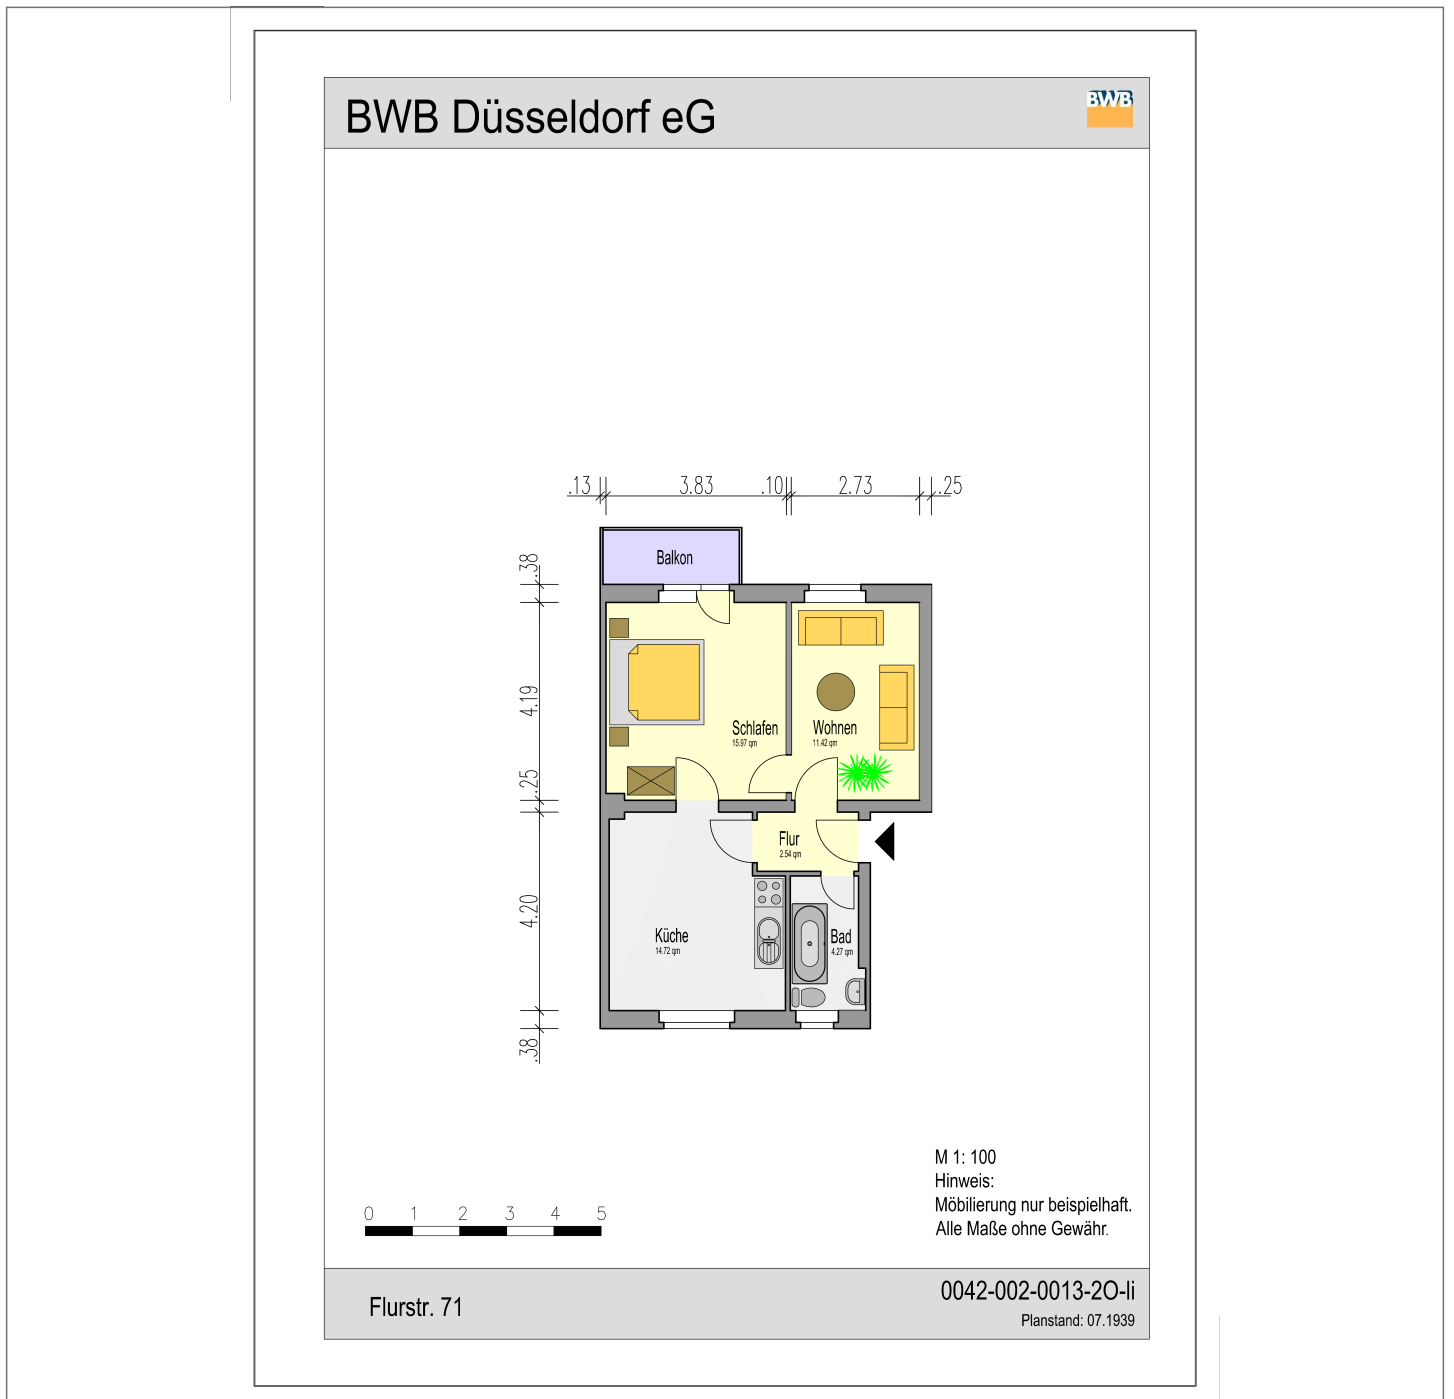 BWB Düsseldorf eG
BWB
.13 3.83 .10 2.73 .25
.38
4.19
.25
4.20
.38
Balkon
Schlafen
15.97 qm
Wohnen
11.42 qm
Flur
2.54 qm
Küche
14.72 qm
Bad
4.27 qm
M 1: 100
Hinweis:
Möbilierung nur beispielhaft.
Alle Maße ohne Gewähr.
0 1 2 3 4 5
Flurstr. 71
0042-002-0013-2O-li
Planstand: 07.1939